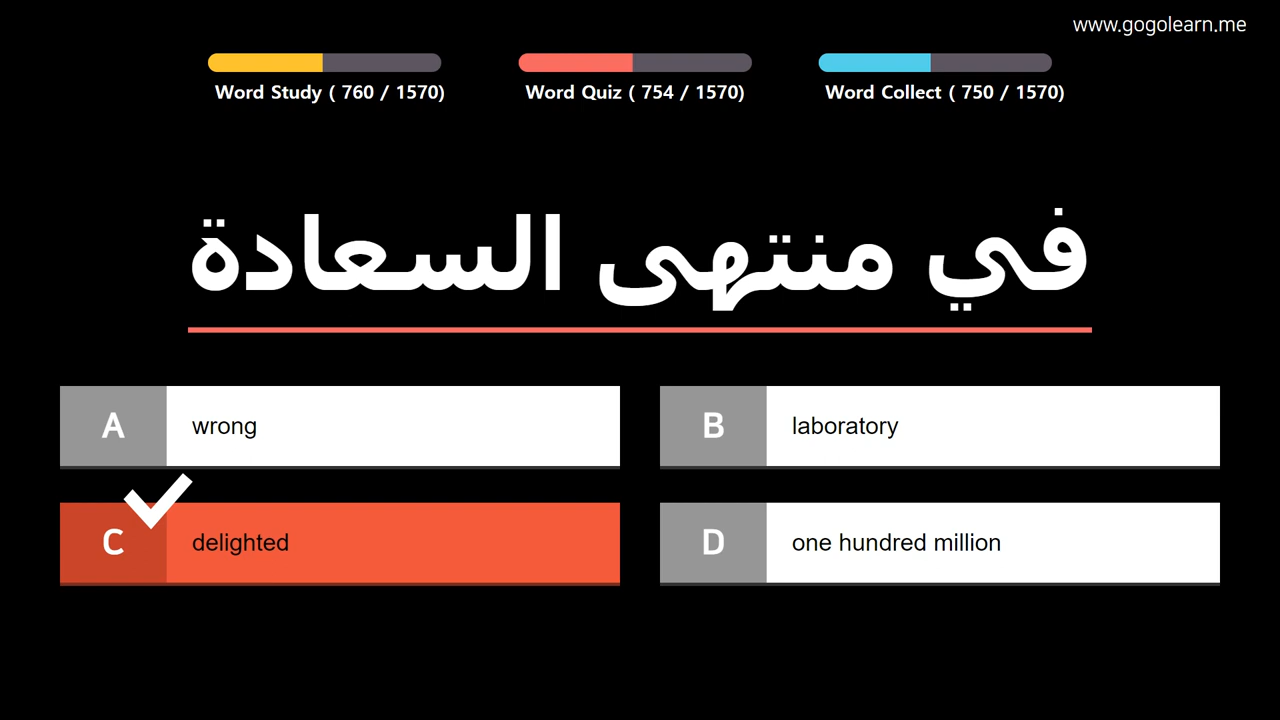 www.gogolearn.me
Word Study ( 760 / 1570)
Word Quiz ( 754 / 1570)
Word Collect ( 750 / 1570)
في منتهى السعادة
A wrong
B laboratory
C delighted
D one hundred million